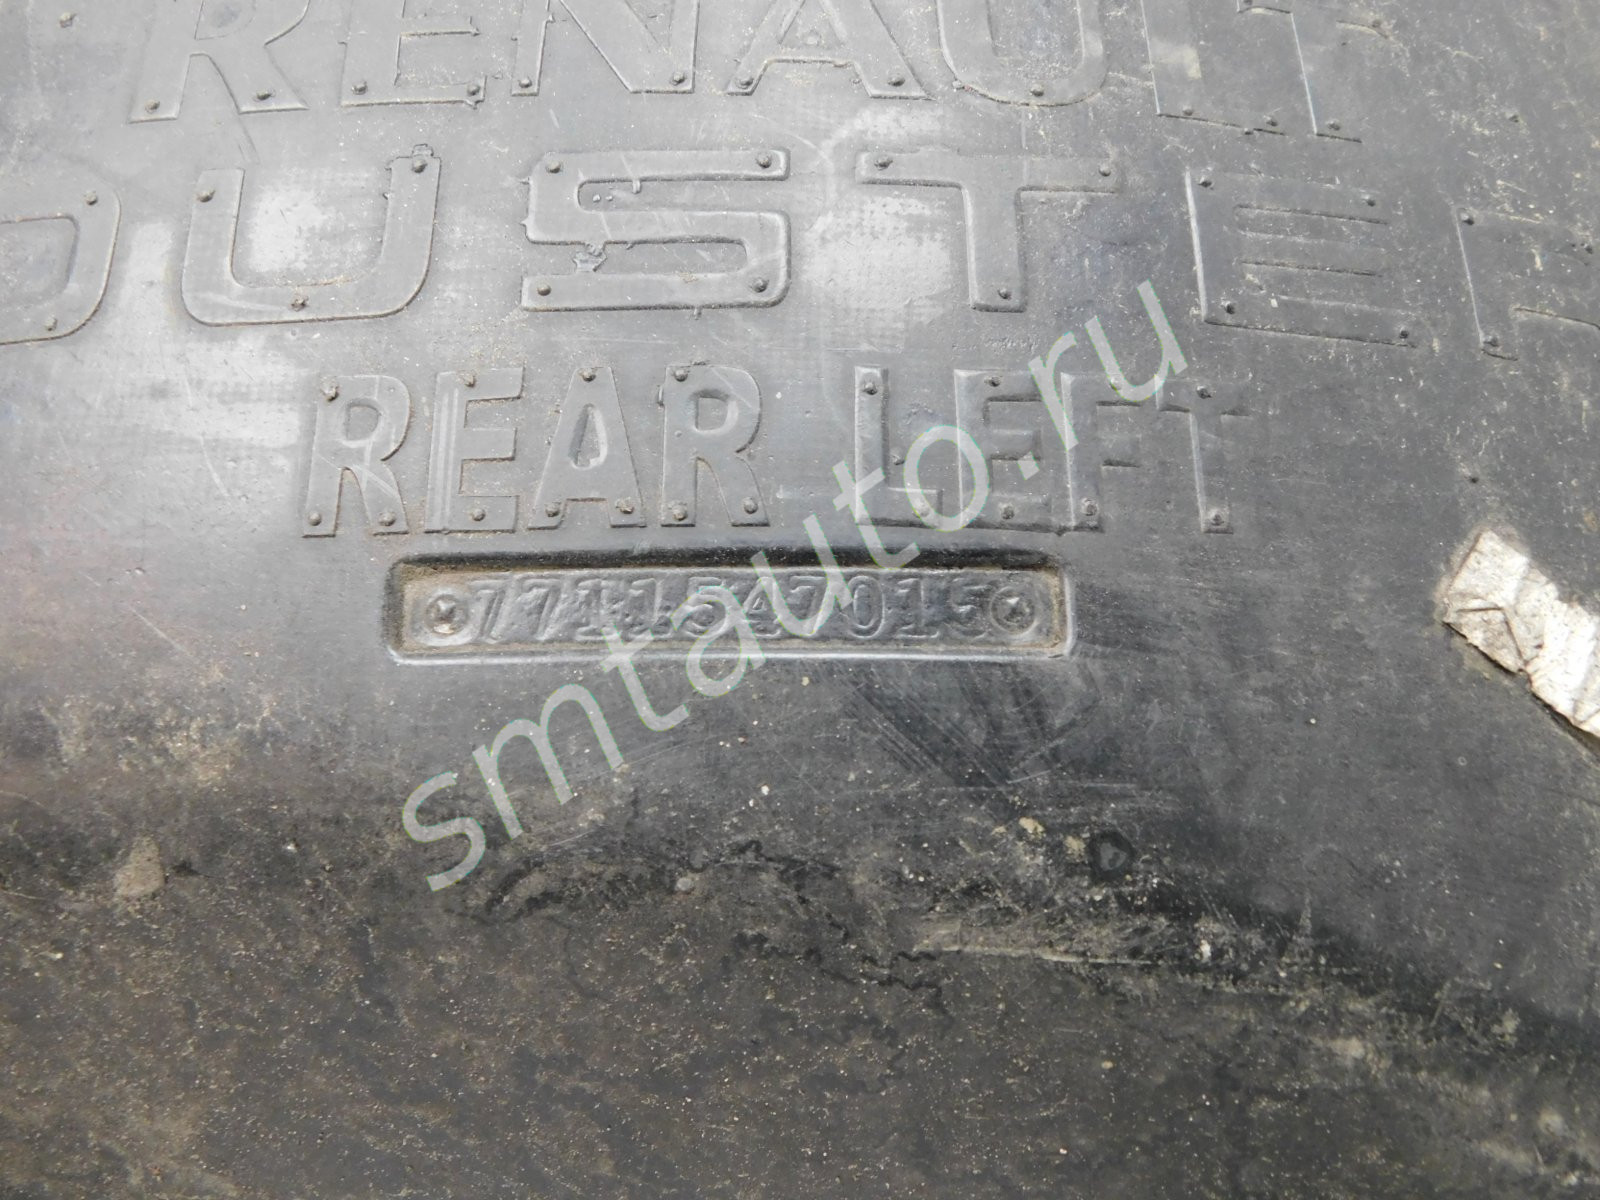 RENAULT
DUSTER
REAR LEFT
7711547015
smtauto.ru